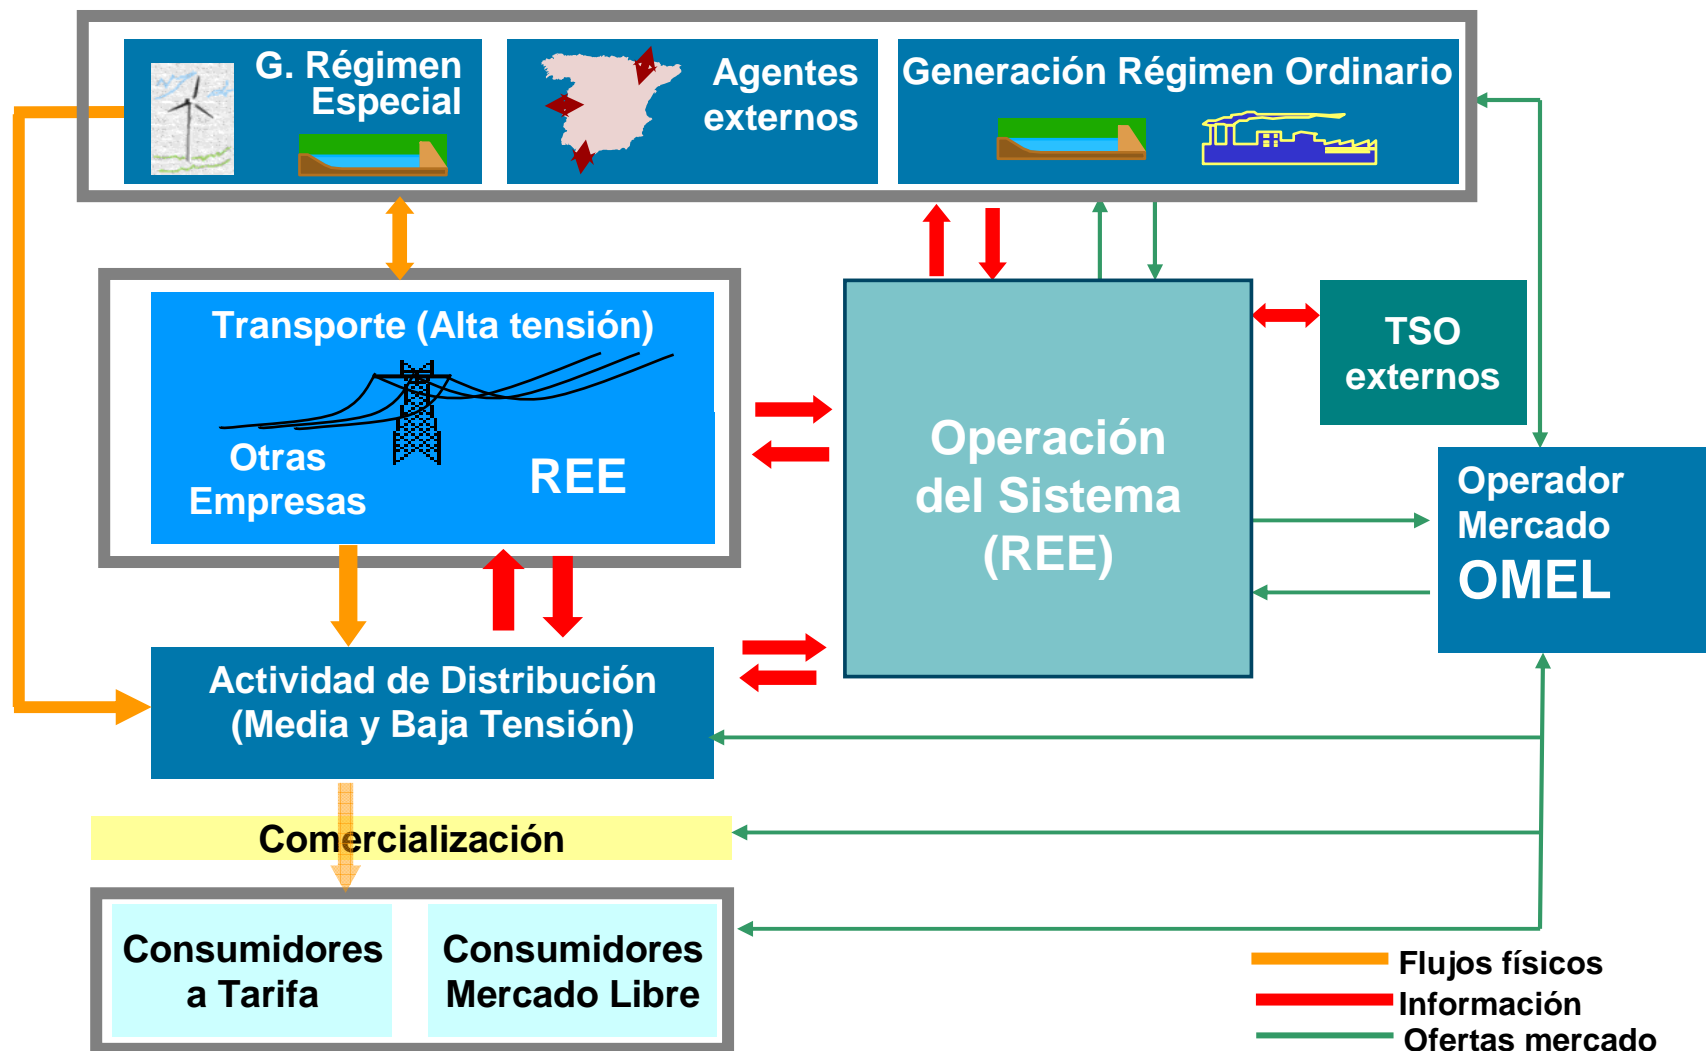 G. Régimen
Especial
Agentes
externos
Generación Régimen Ordinario
Transporte (Alta tensión)
Otras
Empresas
REE
Operación
del Sistema
(REE)
TSO
externos
Operador
Mercado
OMEL
Actividad de Distribución
(Media y Baja Tensión)
Comercialización
Consumidores
a Tarifa
Consumidores
Mercado Libre
Flujos físicos
Información
Ofertas mercado